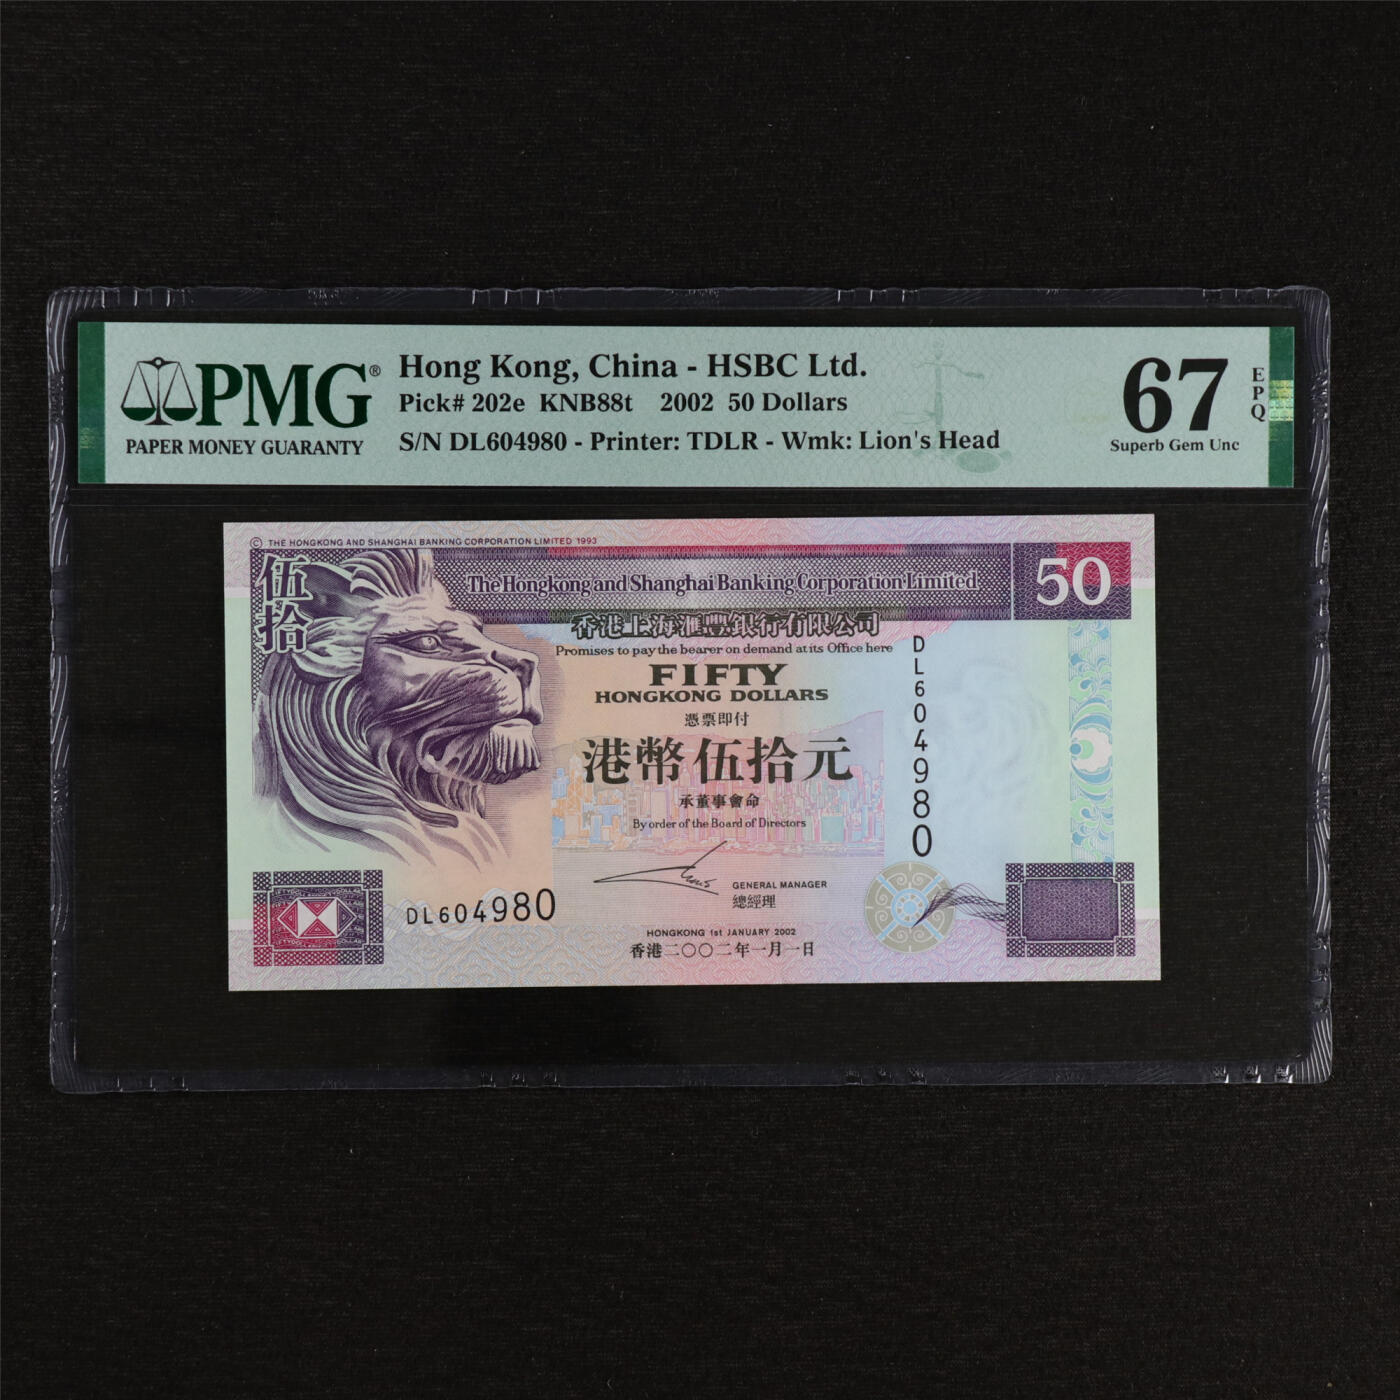 PMG®
PAPER MONEY GUARANTY
Hong Kong, China - HSBC Ltd.
Pick# 202e KNB88t 2002 50 Dollars
S/N DL604980 - Printer: TDLR - Wmk: Lion's Head
67
EPQ
Superb Gem Unc
© THE HONGKONG AND SHANGHAI BANKING CORPORATION LIMITED 1993
伍拾
The Hongkong and Shanghai Banking Corporation Limited
50
香港上海滙豐銀行有限公司
Promises to pay the bearer on demand at its Office here
FIFTY
HONGKONG DOLLARS
憑票即付
港幣伍拾元
承董事會命
By order of the Board of Directors
DL604980
GENERAL MANAGER
總經理
DL604980
HONGKONG 1st JANUARY 2002
香港二〇〇二年一月一日